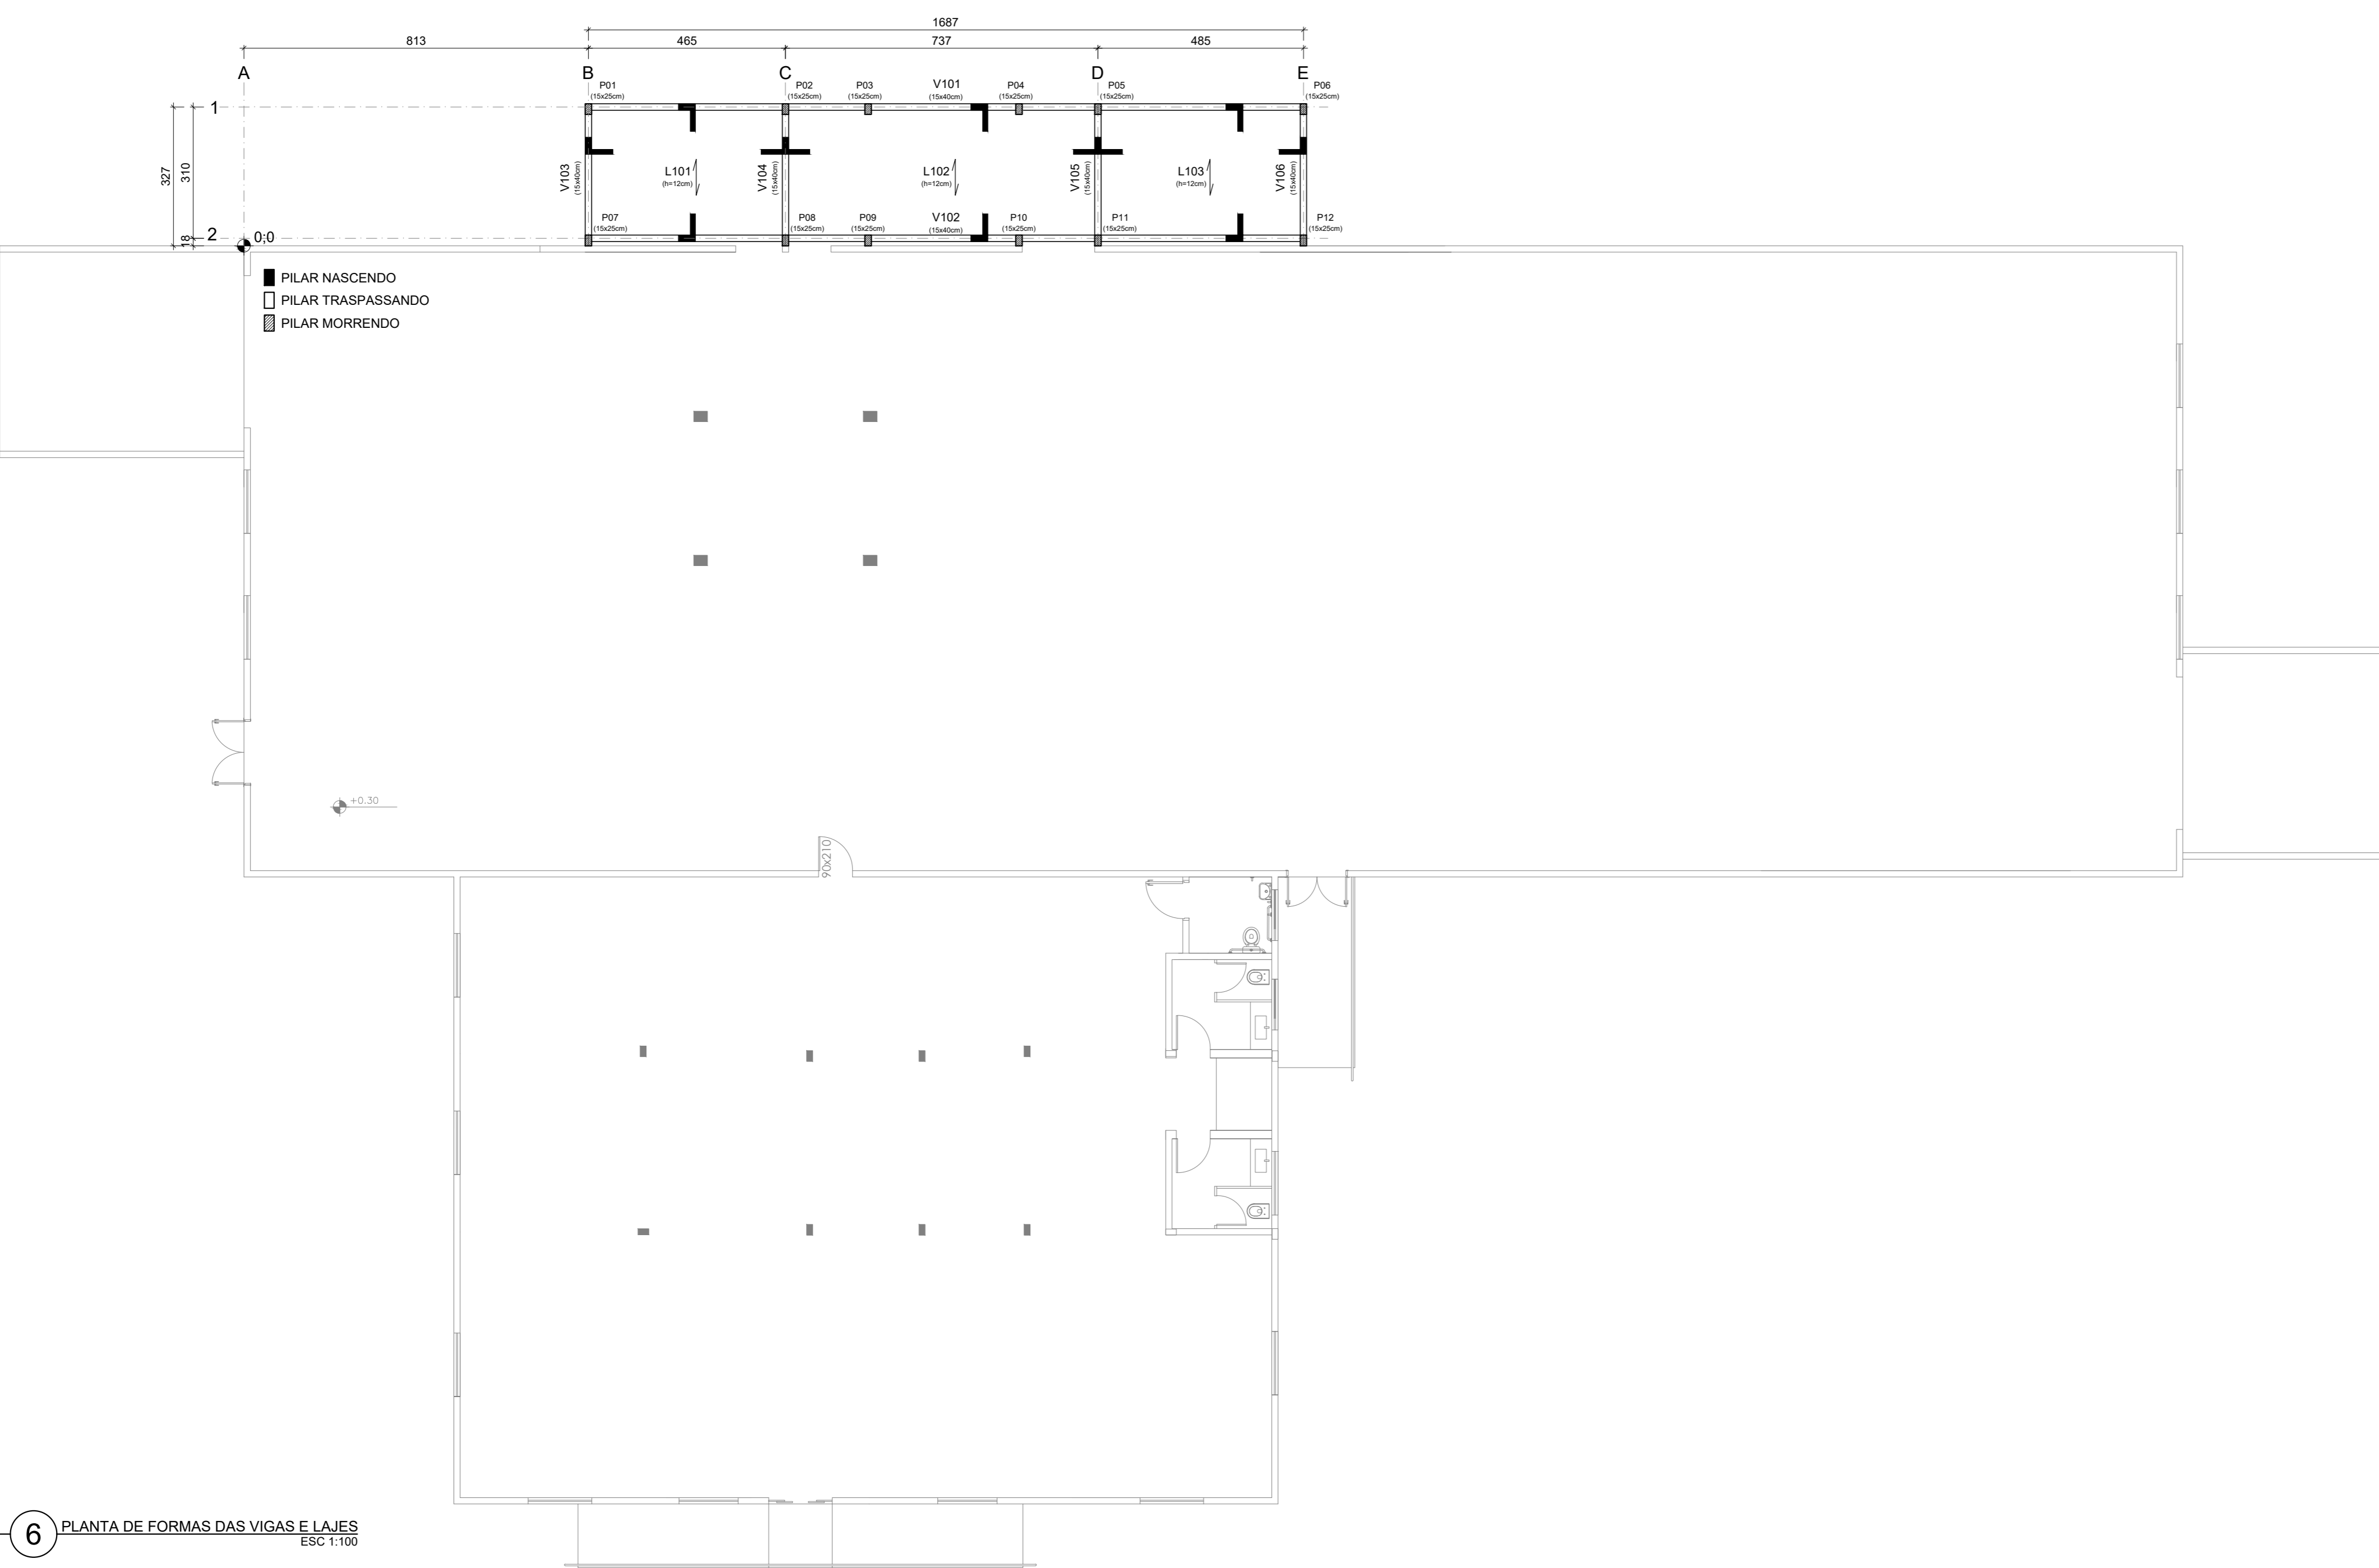 1687
813
465
737
485
A
B
C
D
E
P01
(15x25cm)
P02
(15x25cm)
P03
(15x25cm)
V101
(15x40cm)
P04
(15x25cm)
P05
(15x25cm)
P06
(15x25cm)
1
327
310
18
V103
(15x40cm)
L101
(h=12cm)
V104
(15x40cm)
L102
(h=12cm)
V105
(15x40cm)
L103
(h=12cm)
V106
(15x40cm)
P07
(15x25cm)
P08
(15x25cm)
P09
(15x25cm)
V102
(15x40cm)
P10
(15x25cm)
P11
(15x25cm)
P12
(15x25cm)
2
0;0
PILAR NASCENDO
PILAR TRASPASSANDO
PILAR MORRENDO
+0.30
90x210
6
PLANTA DE FORMAS DAS VIGAS E LAJES
ESC 1:100